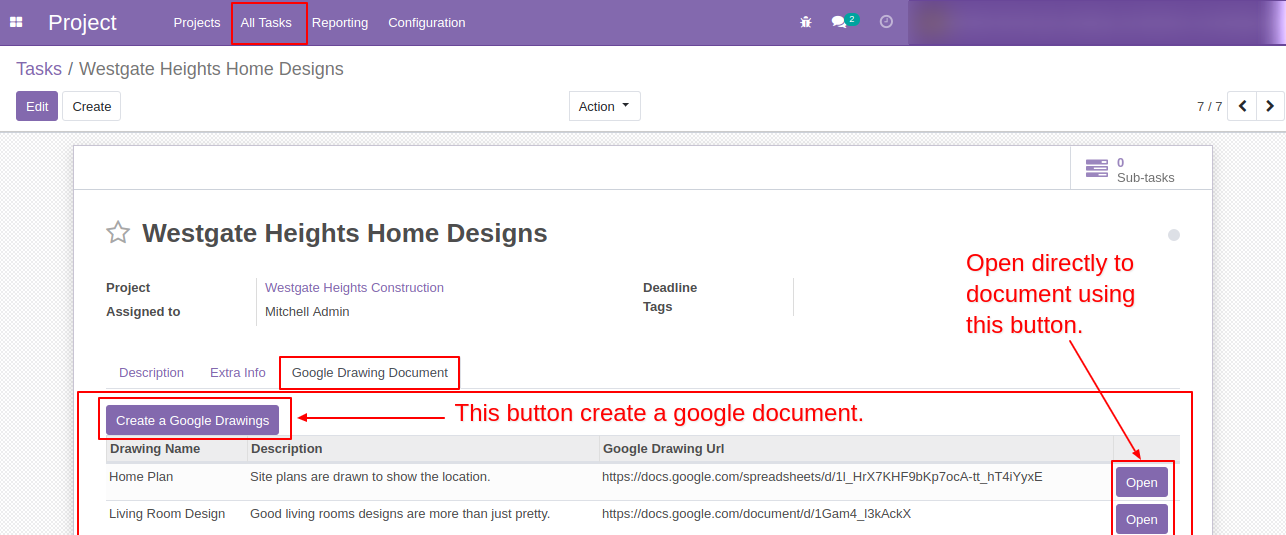 Project Projects All Tasks Reporting Configuration 2
Tasks / Westgate Heights Home Designs
Edit Create Action 7 / 7
0
Sub-tasks
Westgate Heights Home Designs
Open directly to
document using
this button.
Project Westgate Heights Construction Deadline
Assigned to Mitchell Admin Tags
Description Extra Info Google Drawing Document
Create a Google Drawings This button create a google document.
Drawing Name Description Google Drawing Url
Home Plan Site plans are drawn to show the location. https://docs.google.com/spreadsheets/d/1l_HrX7KHF9bKp7ocA-tt_hT4iYyxE Open
Living Room Design Good living rooms designs are more than just pretty. https://docs.google.com/document/d/1Gam4_l3kAckX Open